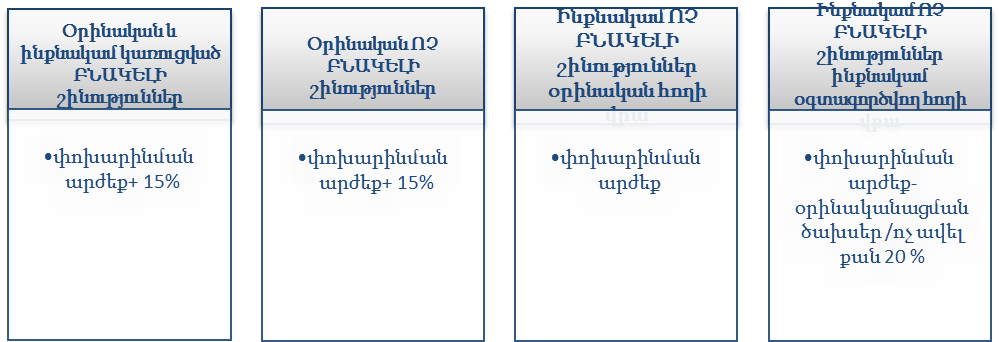 Օրինական և
ինքնակամ կառուցված
ԲՆԱԿԵԼԻ
շինություններ
•փոխարինման
արժեք+ 15%
Օրինական ՈՉ
ԲՆԱԿԵԼԻ
շինություններ
•փոխարինման
արժեք+ 15%
Ինքնակամ ՈՉ
ԲՆԱԿԵԼԻ
շինություններ
օրինական հողի
վրա
•փոխարինման
արժեք
Ինքնակամ ՈՉ
ԲՆԱԿԵԼԻ
շինություններ
ինքնակամ
օգտագործվող հողի
վրա
•փոխարինման
արժեք-
օրինականացման
ծախսեր /ոչ ավել
քան 20 %